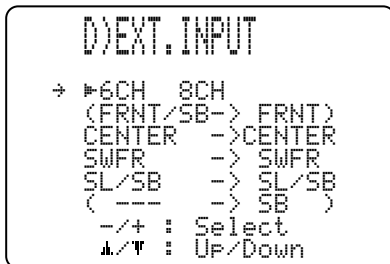 D)EXT.INPUT
→ ►6CH 8CH
(FRNT/SB-> FRNT)
CENTER ->CENTER
SWFR -> SWFR
SL/SB -> SL/SB
( --- -> SB )
-/+ : Select
▲/▼ : Up/Down